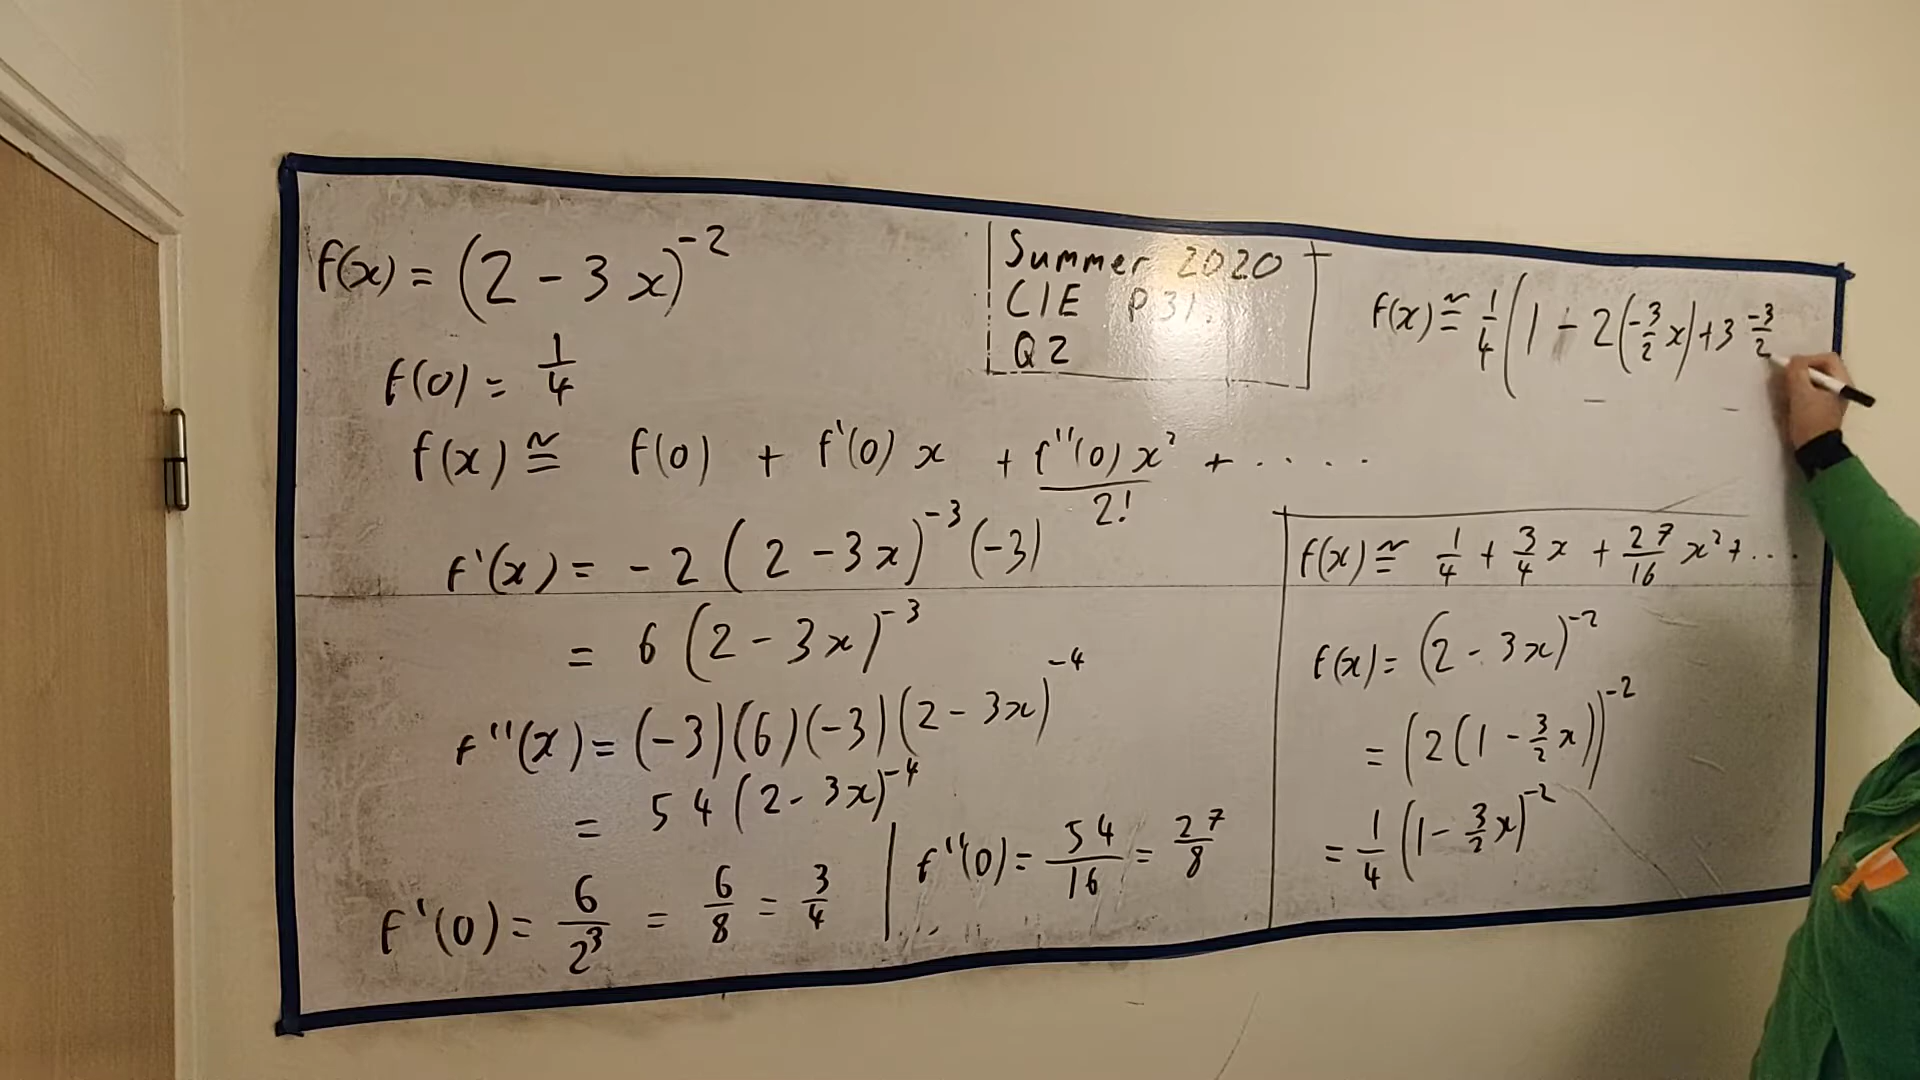 f(x) = (2 - 3x)^{-2}
f(0) = 1/4
f(x) ≅ f(0) + f'(0) x + f''(0) x²/2! + ....
f'(x) = -2 (2 - 3x)^{-3} (-3)
= 6 (2 - 3x)^{-3}
f''(x) = (-3)(6)(-3)(2 - 3x)^{-4}
= 54 (2 - 3x)^{-4}
f'(0) = 6/2³ = 6/8 = 3/4
f''(0) = 54/16 = 27/8
Summer 2020
CIE P31.
Q2
f(x) ≅ 1/4 (1 - 2(-3/2 x) + 3 -3/2
f(x) ≅ 1/4 + 3/4 x + 27/16 x² + ...
f(x) = (2 - 3x)^{-2}
= (2(1 - 3/2 x))^{-2}
= 1/4 (1 - 3/2 x)^{-2}